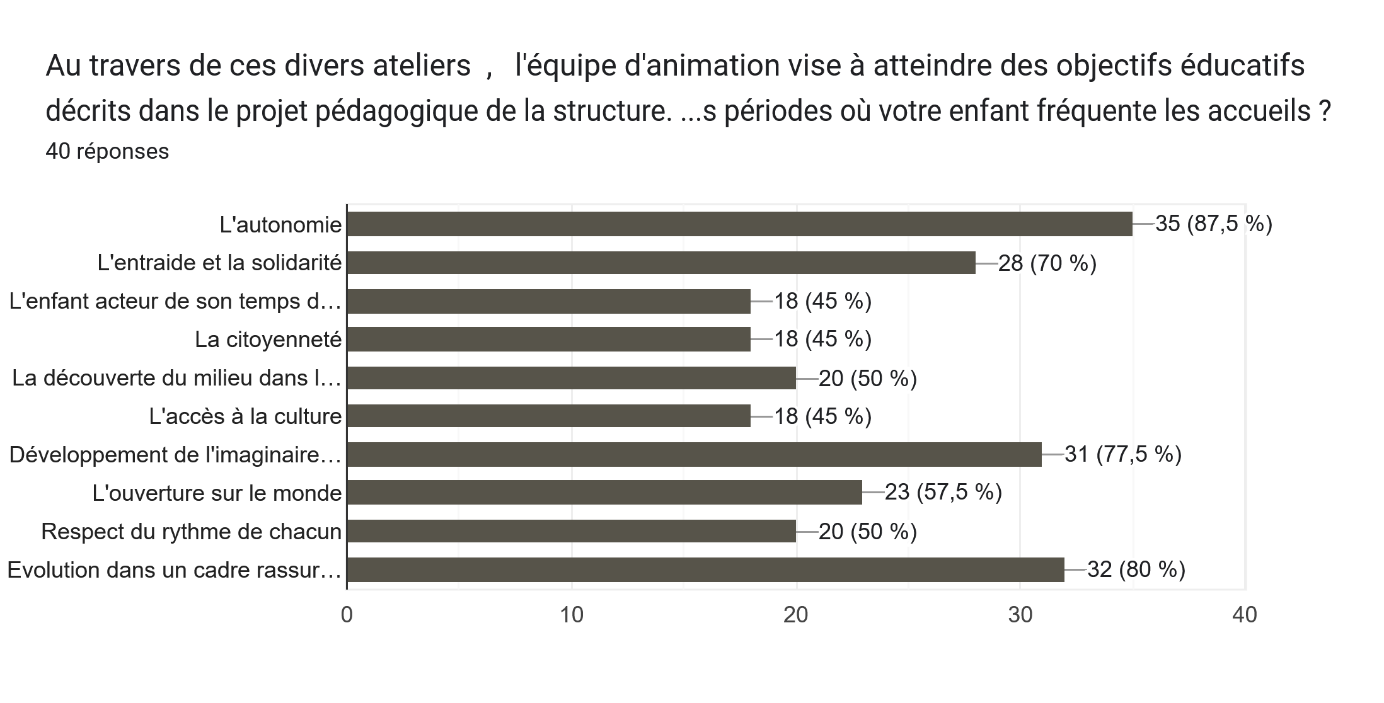 Au travers de ces divers ateliers , l'équipe d'animation vise à atteindre des objectifs éducatifs
décrits dans le projet pédagogique de la structure. ...s périodes où votre enfant fréquente les accueils ?
40 réponses
L'autonomie 35 (87,5 %)
L'entraide et la solidarité 28 (70 %)
L'enfant acteur de son temps d… 18 (45 %)
La citoyenneté 18 (45 %)
La découverte du milieu dans l… 20 (50 %)
L'accès à la culture 18 (45 %)
Développement de l'imaginaire… 31 (77,5 %)
L'ouverture sur le monde 23 (57,5 %)
Respect du rythme de chacun 20 (50 %)
Evolution dans un cadre rassur… 32 (80 %)
0 10 20 30 40